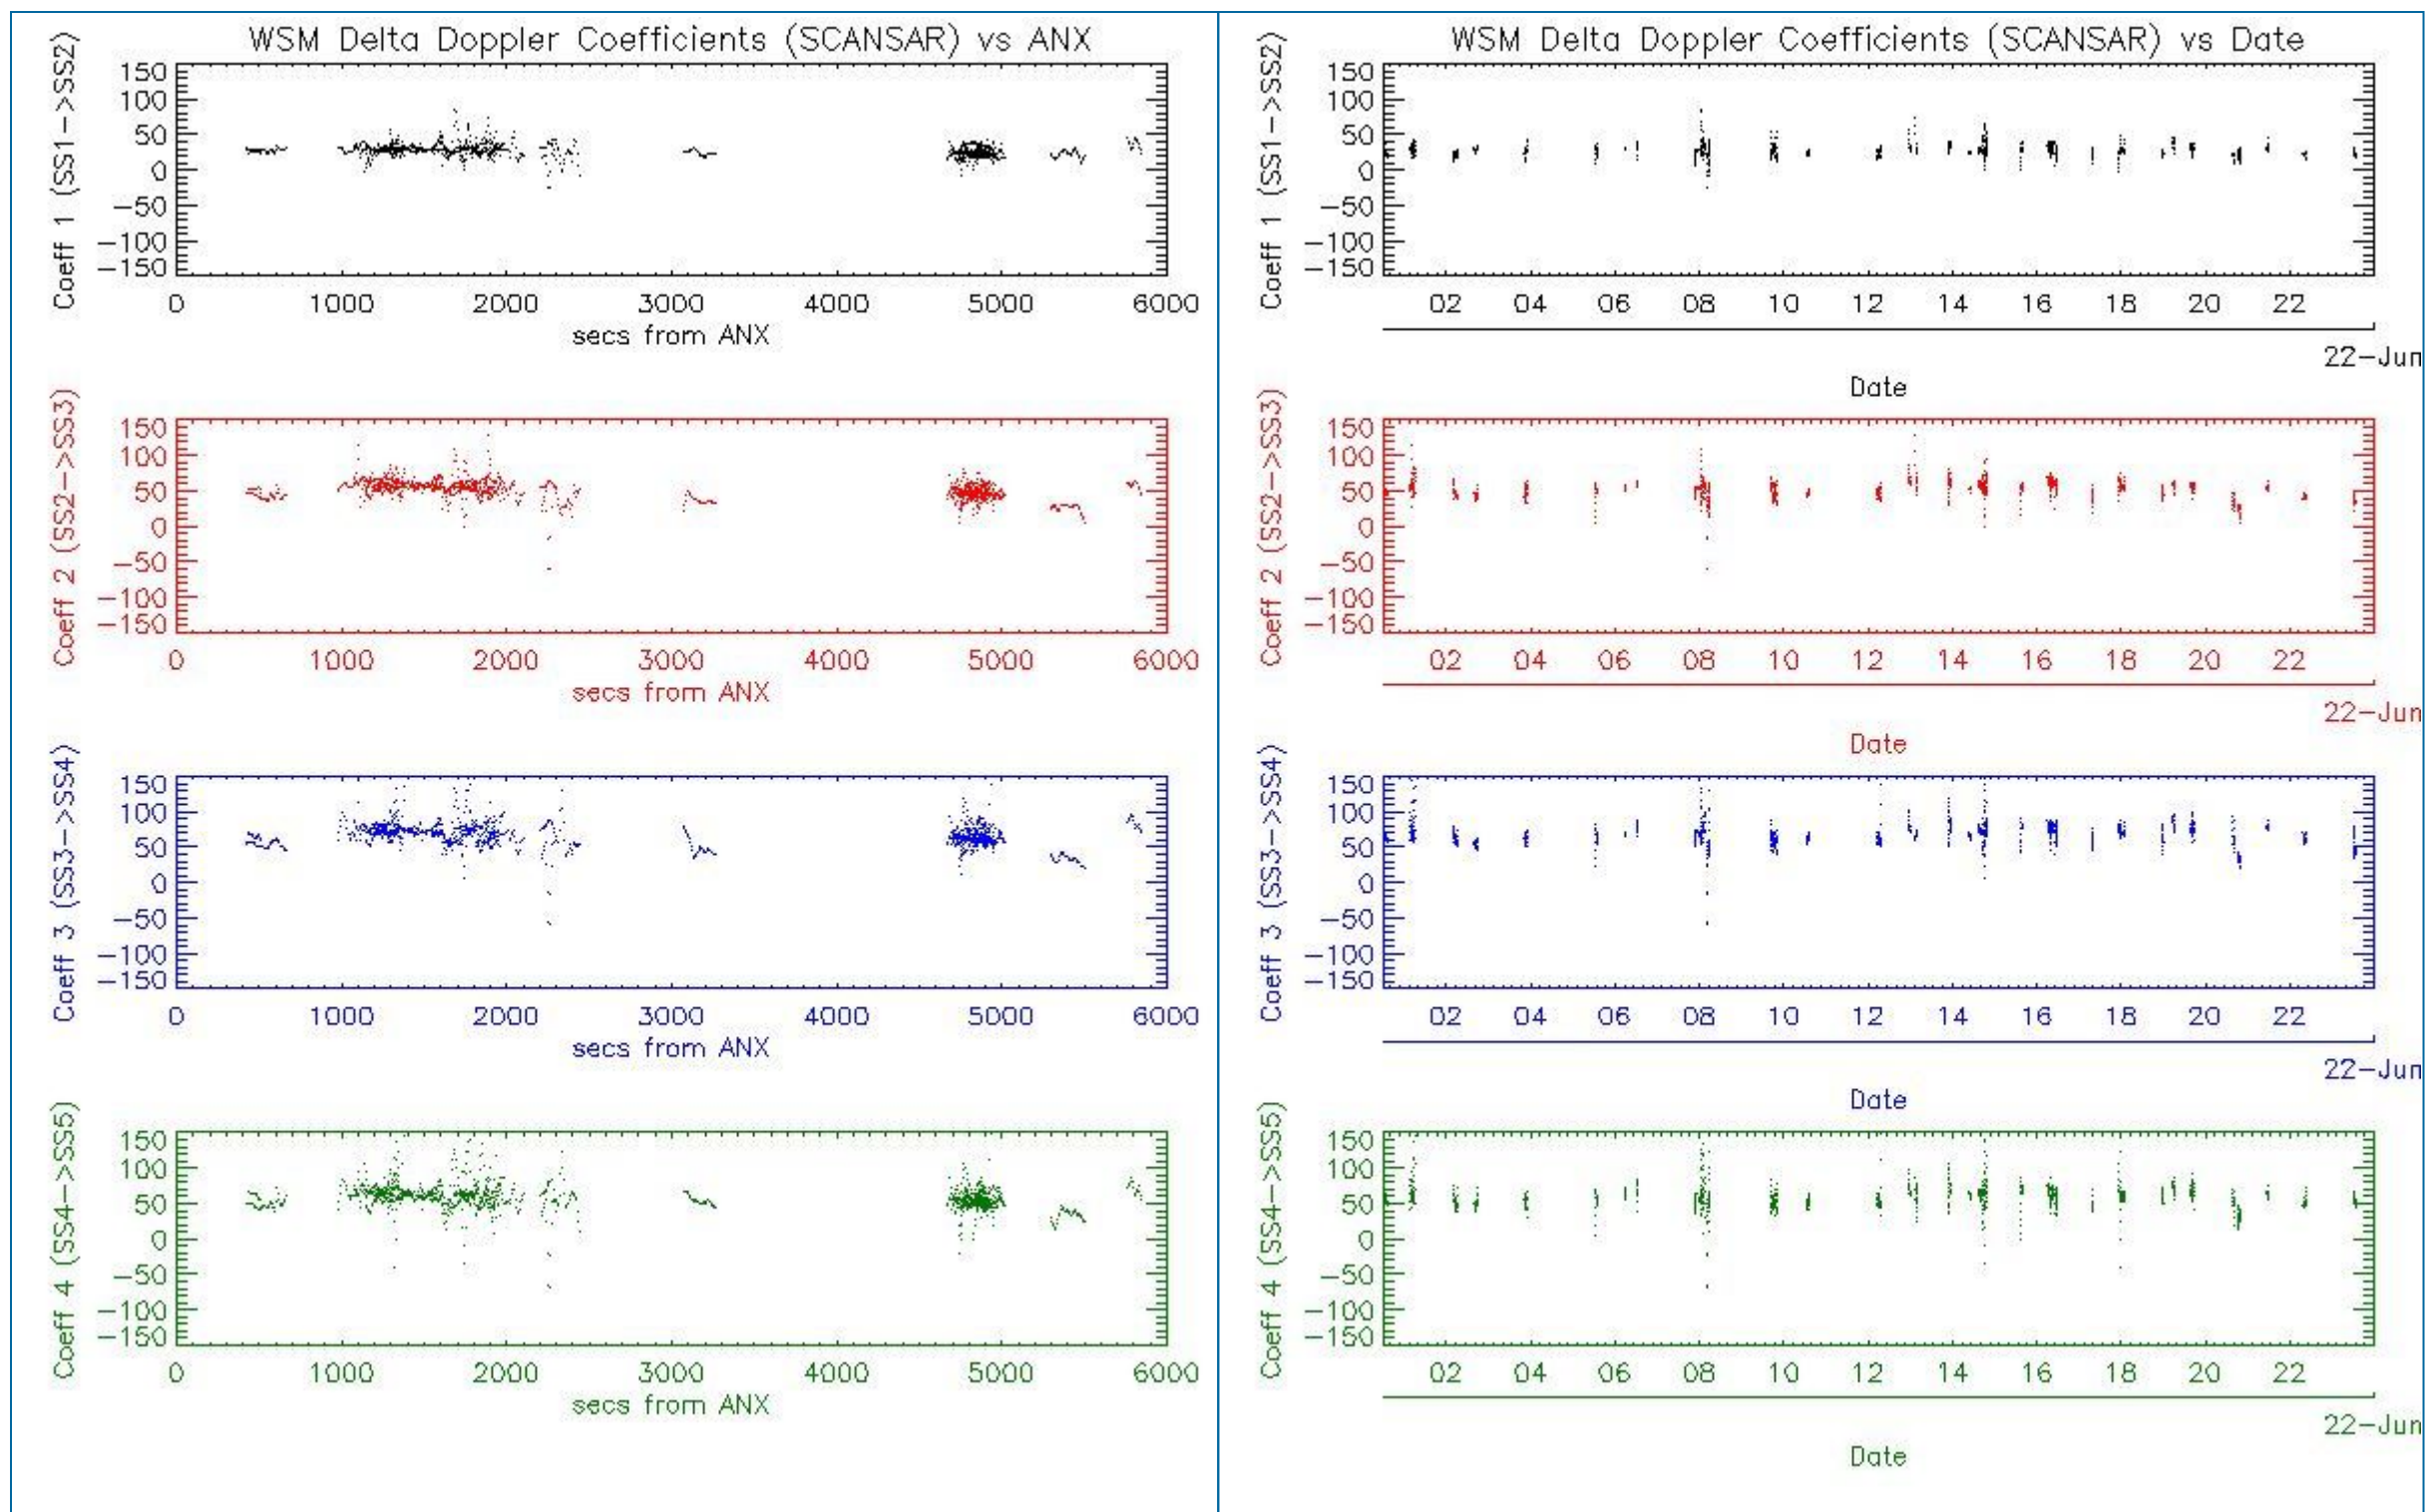 WSM Delta Doppler Coefficients (SCANSAR) vs ANX
Coeff 1 (SS1->SS2)
150
100
50
0
-50
-100
-150
0 1000 2000 3000 4000 5000 6000
secs from ANX
Coeff 2 (SS2->SS3)
150
100
50
0
-50
-100
-150
0 1000 2000 3000 4000 5000 6000
secs from ANX
Coeff 3 (SS3->SS4)
150
100
50
0
-50
-100
-150
0 1000 2000 3000 4000 5000 6000
secs from ANX
Coeff 4 (SS4->SS5)
150
100
50
0
-50
-100
-150
0 1000 2000 3000 4000 5000 6000
secs from ANX
WSM Delta Doppler Coefficients (SCANSAR) vs Date
Coeff 1 (SS1->SS2)
150
100
50
0
-50
-100
-150
02 04 06 08 10 12 14 16 18 20 22
22-Jun
Date
Coeff 2 (SS2->SS3)
150
100
50
0
-50
-100
-150
02 04 06 08 10 12 14 16 18 20 22
22-Jun
Date
Coeff 3 (SS3->SS4)
150
100
50
0
-50
-100
-150
02 04 06 08 10 12 14 16 18 20 22
22-Jun
Date
Coeff 4 (SS4->SS5)
150
100
50
0
-50
-100
-150
02 04 06 08 10 12 14 16 18 20 22
22-Jun
Date